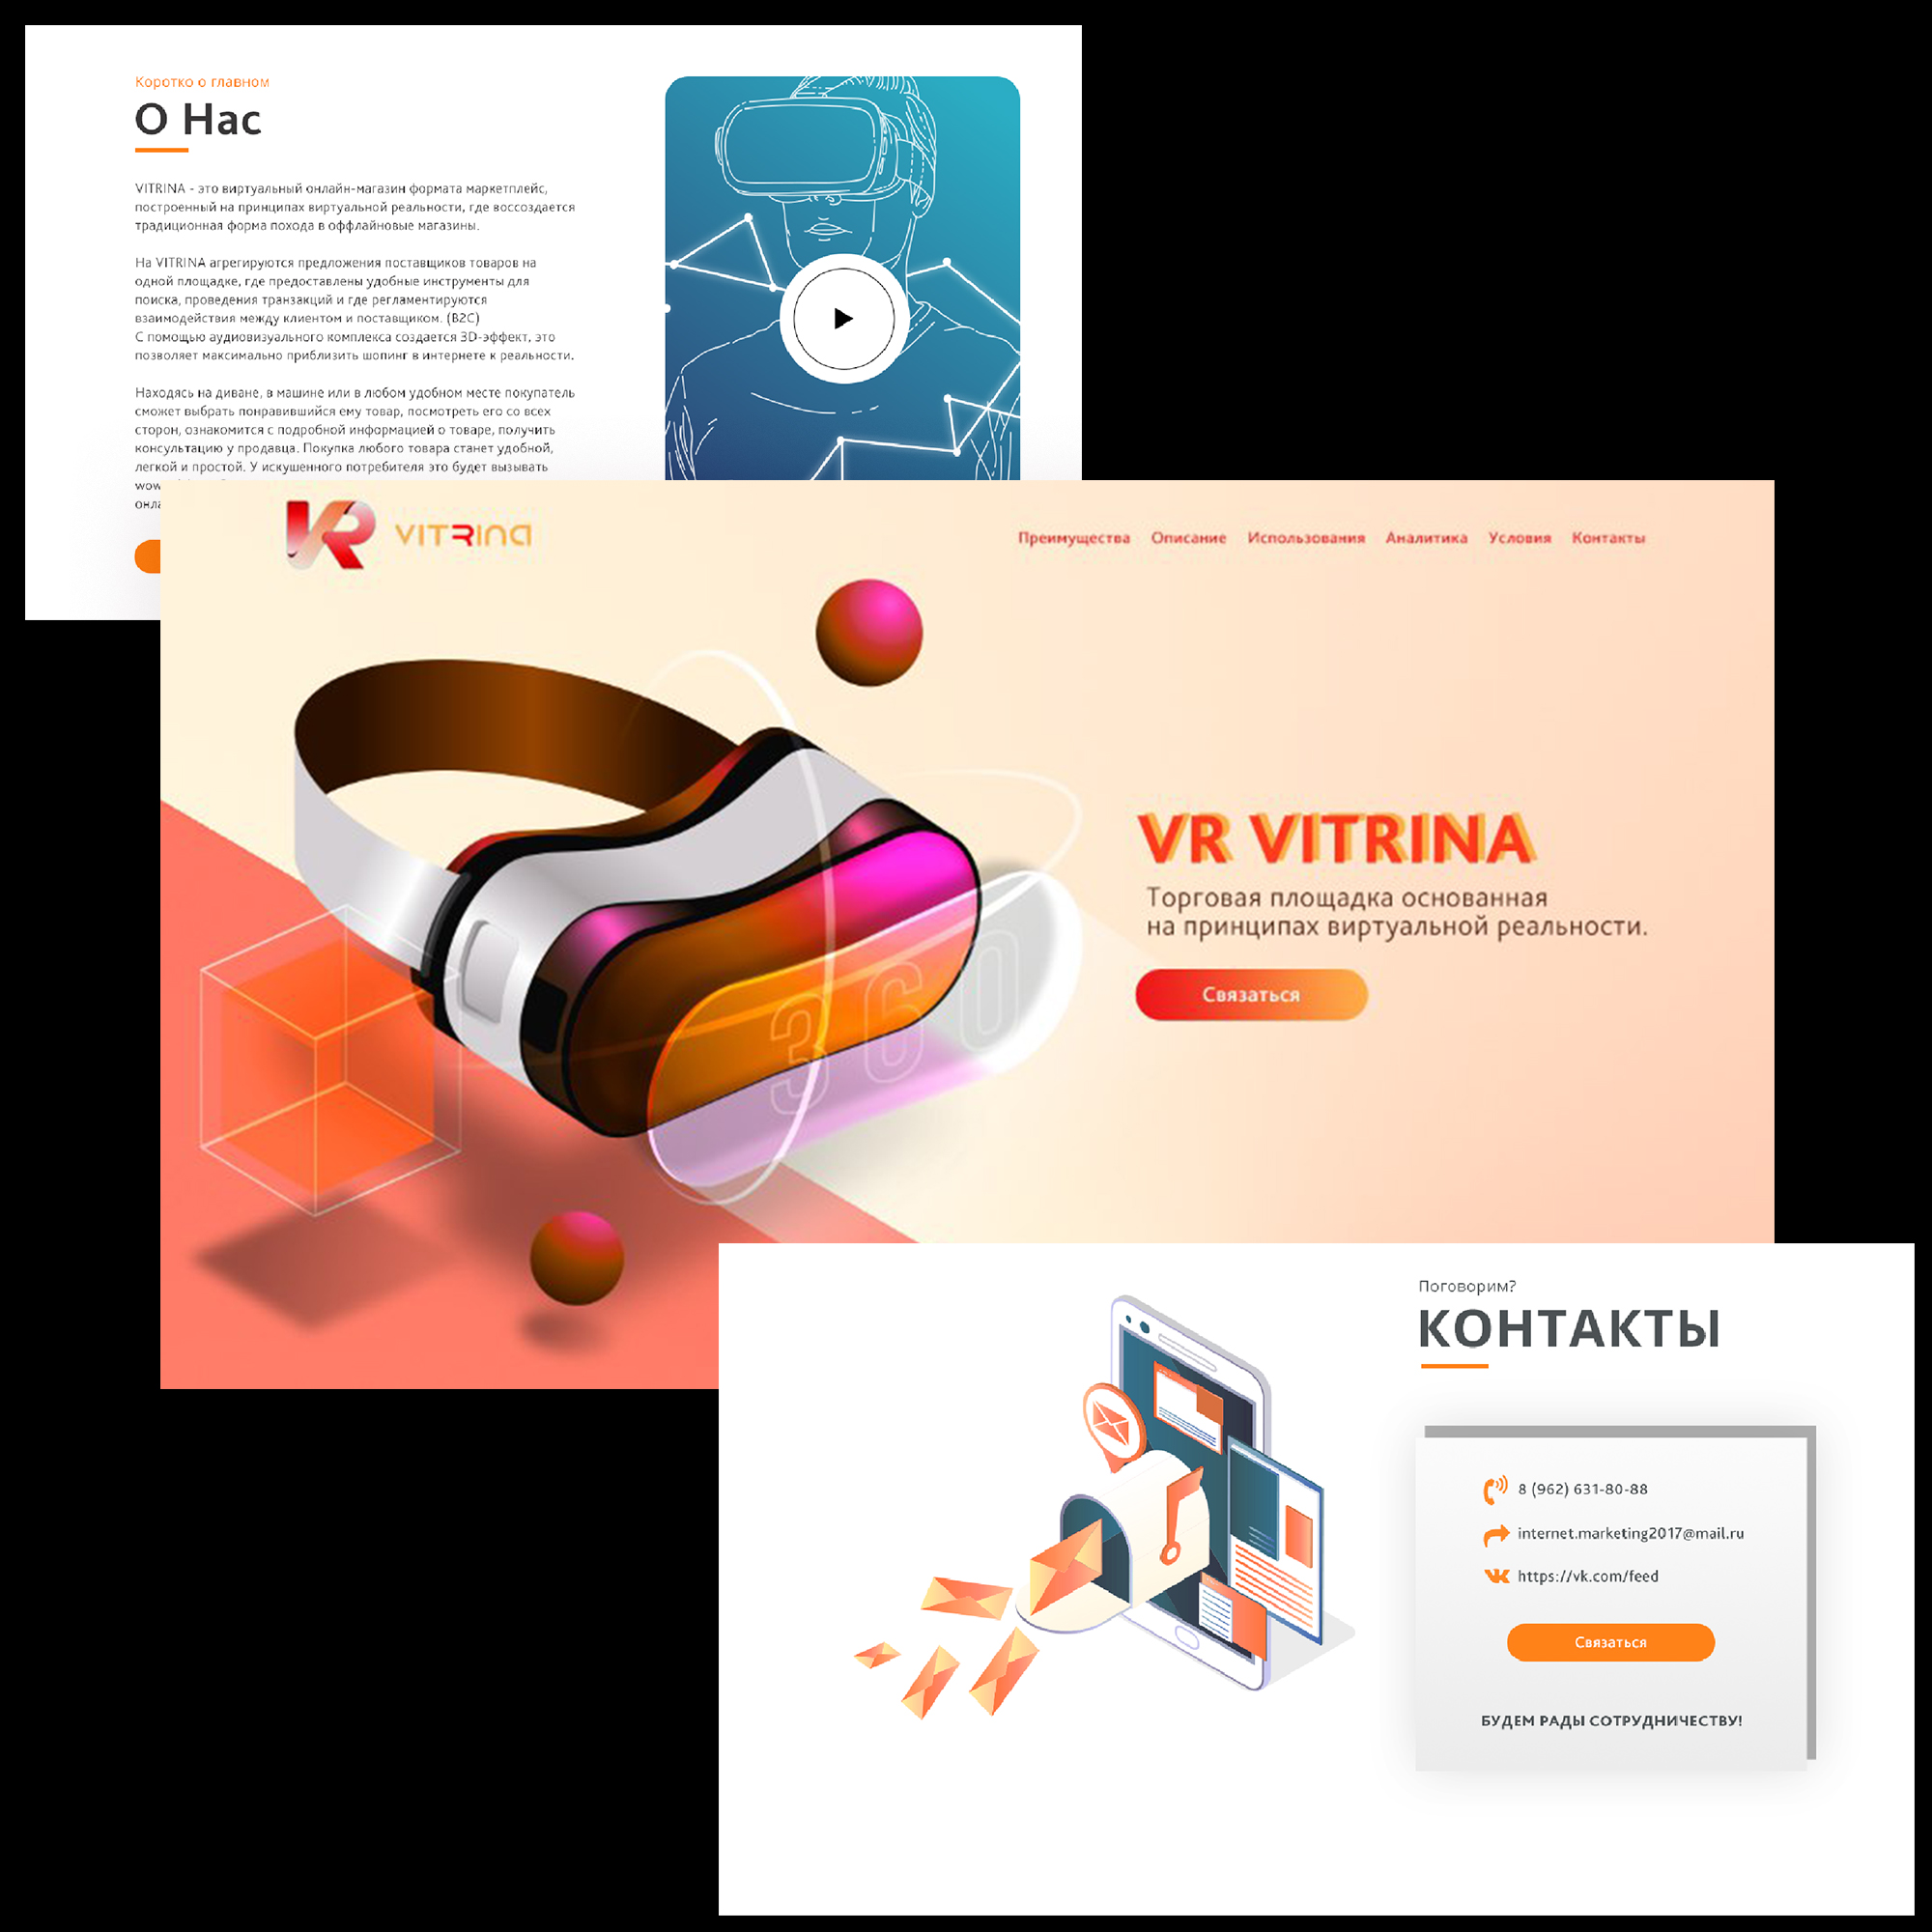 Коротко о главном
О Нас
VITRINA - это виртуальный онлайн-магазин формата маркетплейс,
построенный на принципах виртуальной реальности, где воссоздается
традиционная форма похода в оффлайновые магазины.
На VITRINA агрегируются предложения поставщиков товаров на
одной площадке, где предоставлены удобные инструменты для
поиска, проведения транзакций и где регламентируются
взаимодействия между клиентом и поставщиком. (B2C)
С помощью аудиовизуального комплекса создается 3D-эффект, это
позволяет максимально приблизить шопинг в интернете к реальности.
Находясь на диване, в машине или в любом удобном месте покупатель
сможет выбрать понравившийся ему товар, посмотреть его со всех
сторон, ознакомится с подробной информацией о товаре, получить
консультацию у продавца. Покупка любого товара станет удобной,
легкой и простой. У искушенного потребителя это будет вызывать
VR VITRINA
Преимущества Описание Использования Аналитика Условия Контакты
360
VR VITRINA
Торговая площадка основанная
на принципах виртуальной реальности.
Связаться
Поговорим?
КОНТАКТЫ
8 (962) 631-80-88
internet.marketing2017@mail.ru
https://vk.com/feed
Связаться
БУДЕМ РАДЫ СОТРУДНИЧЕСТВУ!